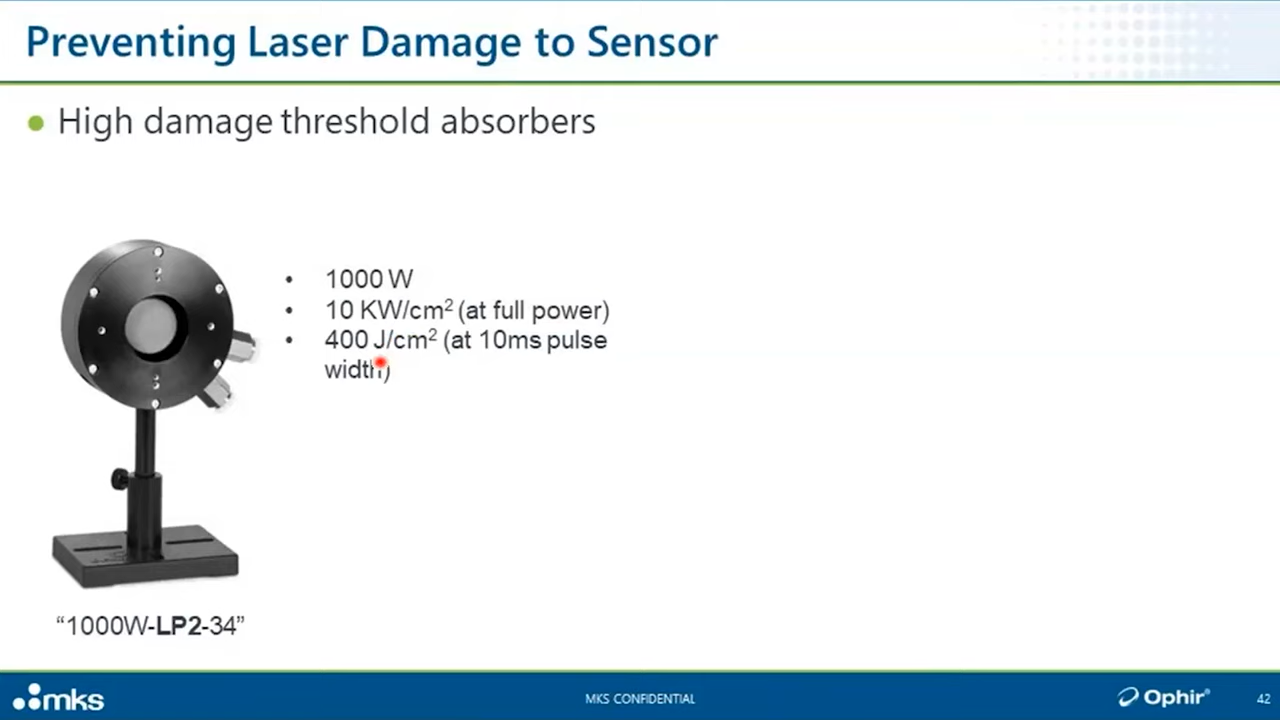 Preventing Laser Damage to Sensor
● High damage threshold absorbers
• 1000 W
• 10 KW/cm² (at full power)
• 400 J/cm² (at 10ms pulse
width)
“1000W-LP2-34”
mks
MKS CONFIDENTIAL
Ophir®
42